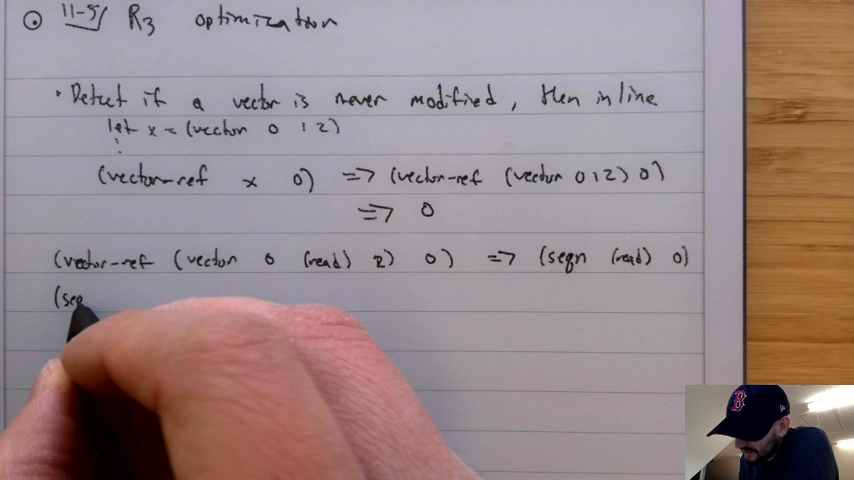 ⊙ 11-5/ R3 optimization
• Detect if a vector is never modified, then inline
let x = (vector 0 1 2)
⋮
(vector-ref x 0) => (vector-ref (vector 0 1 2) 0)
=> 0
(vector-ref (vector 0 (read) 2) 0) => (seqn (read) 0)
(seq
B